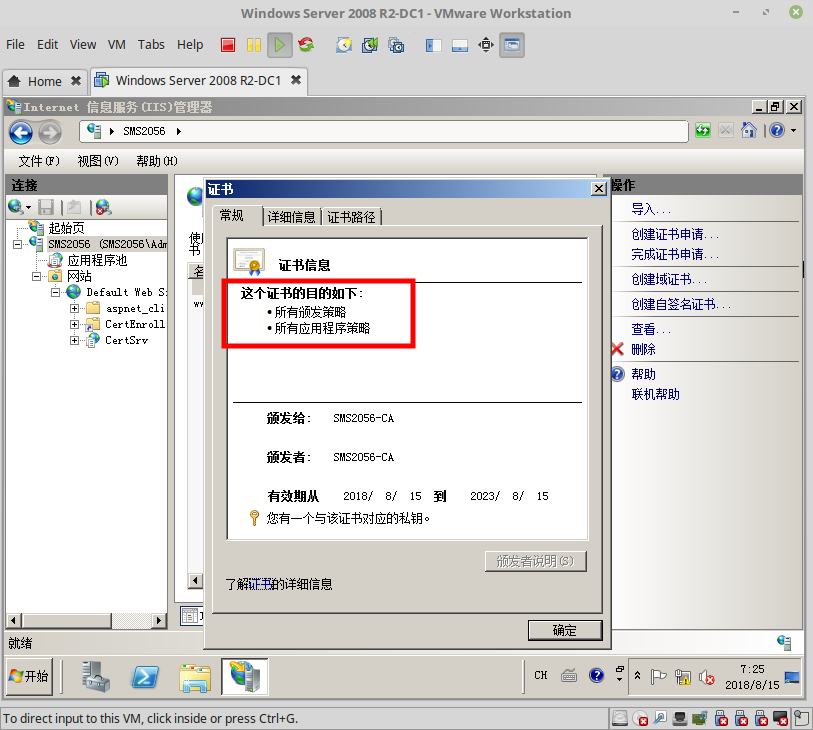 Windows Server 2008 R2-DC1 - VMware Workstation
File Edit View VM Tabs Help
Home Windows Server 2008 R2-DC1
Internet 信息服务(IIS)管理器
SMS2056
文件(F) 视图(V) 帮助(H)
连接
起始页
SMS2056 (SMS2056\Adm
应用程序池
网站
Default Web Si
aspnet_cli
CertEnroll
CertSrv
使
书
名
ww
证书
常规 详细信息 证书路径
证书信息
这个证书的目的如下:
•所有颁发策略
•所有应用程序策略
颁发给: SMS2056-CA
颁发者: SMS2056-CA
有效期从 2018/ 8/ 15 到 2023/ 8/ 15
您有一个与该证书对应的私钥。
颁发者说明(S)
了解证书的详细信息
确定
操作
导入...
创建证书申请...
完成证书申请...
创建域证书...
创建自签名证书...
查看...
删除
帮助
联机帮助
就绪
开始
CH
7:25
2018/8/15
To direct input to this VM, click inside or press Ctrl+G.